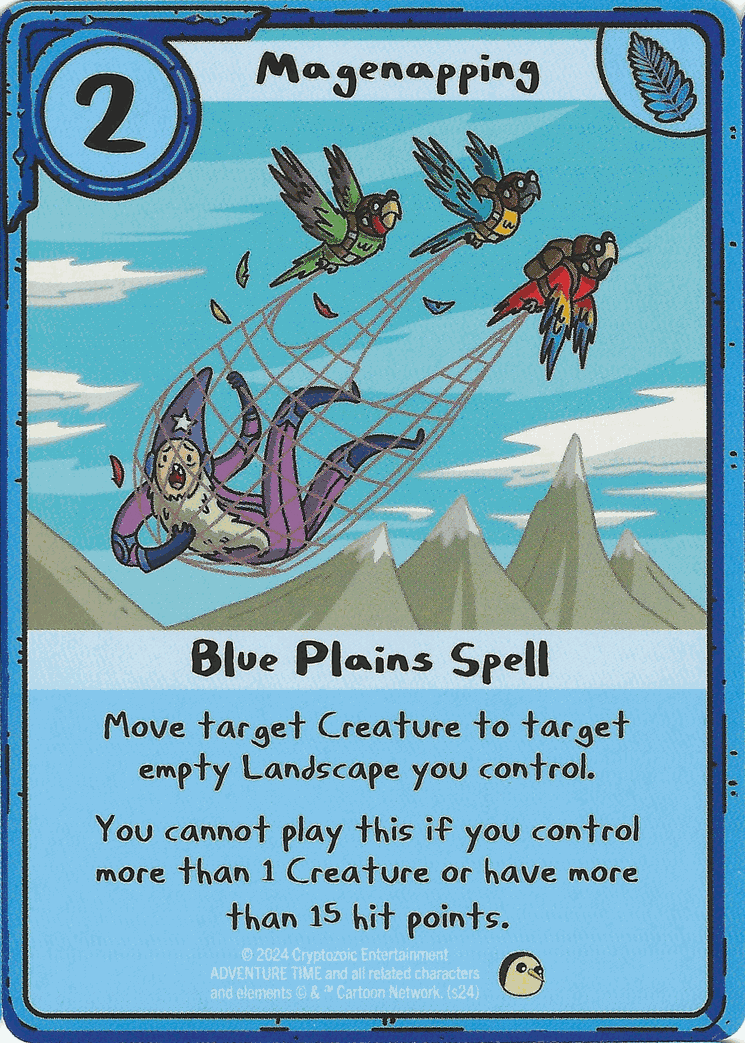 2
Magenapping
Blue Plains Spell
Move target Creature to target
empty Landscape you control.
You cannot play this if you control
more than 1 Creature or have more
than 15 hit points.
© 2024 Cryptozoic Entertainment
ADVENTURE TIME and all related characters
and elements © & ™ Cartoon Network. (s24)